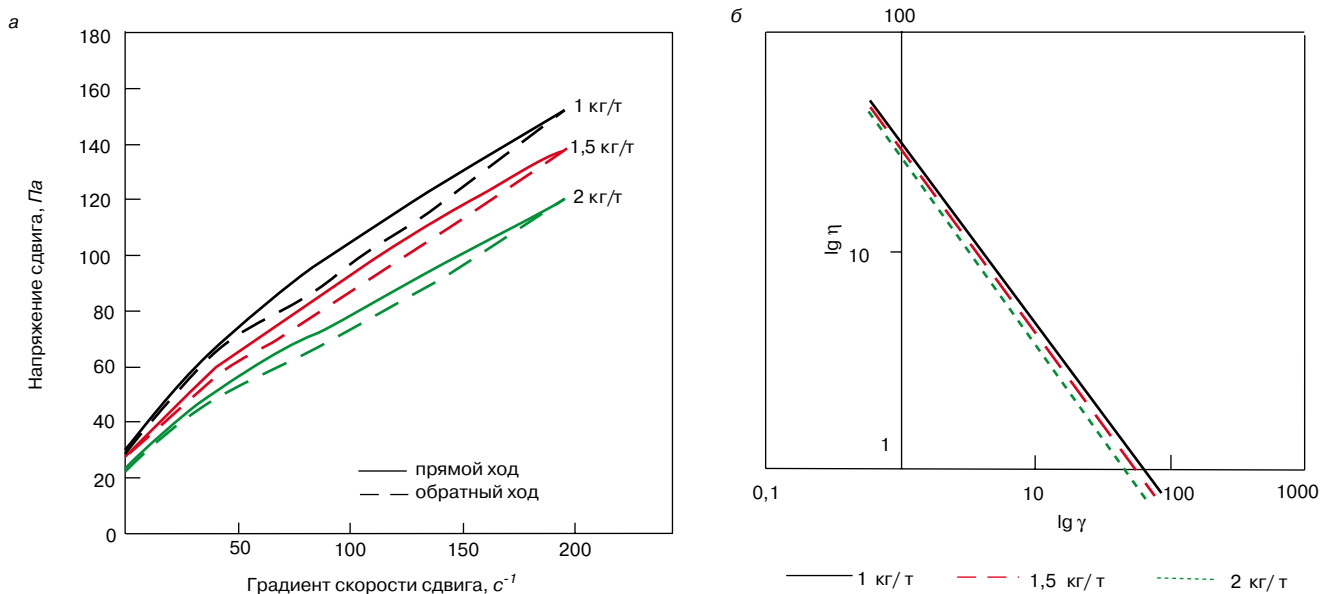 а
180
160
140
120
100
80
60
40
20
0
50
100
150
200
Напряжение сдвига, Па
Градиент скорости сдвига, с⁻¹
1 кг/т
1,5 кг/т
2 кг/т
прямой ход
обратный ход
б
100
10
1
lg η
0,1
10
100
1000
lg γ
1 кг/ т
1,5 кг/ т
2 кг/ т